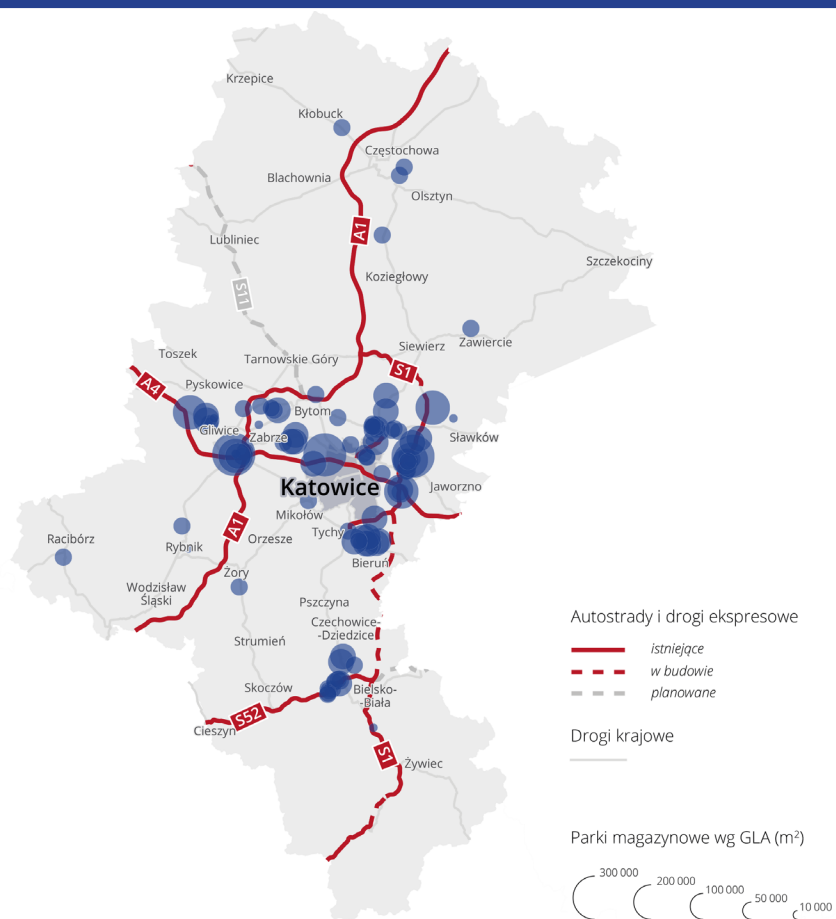 Krzepice
Kłobuck
Częstochowa
Blachownia
Olsztyn
A1
Lubliniec
Szczekociny
Koziegłowy
S11
Siewierz
Zawiercie
Toszek
Tarnowskie Góry
S1
A4
Pyskowice
Bytom
Gliwice
Zabrze
Sławków
Katowice
Jaworzno
Mikołów
A1
Tychy
Racibórz
Rybnik
Orzesze
Bieruń
Żory
Wodzisław
Śląski
Pszczyna
Czechowice-
-Dziedzice
Strumień
Skoczów
Bielsko-
-Biała
S52
Cieszyn
S1
Żywiec
Autostrady i drogi ekspresowe
istniejące
w budowie
planowane
Drogi krajowe
Parki magazynowe wg GLA (m²)
300 000
200 000
100 000
50 000
10 000